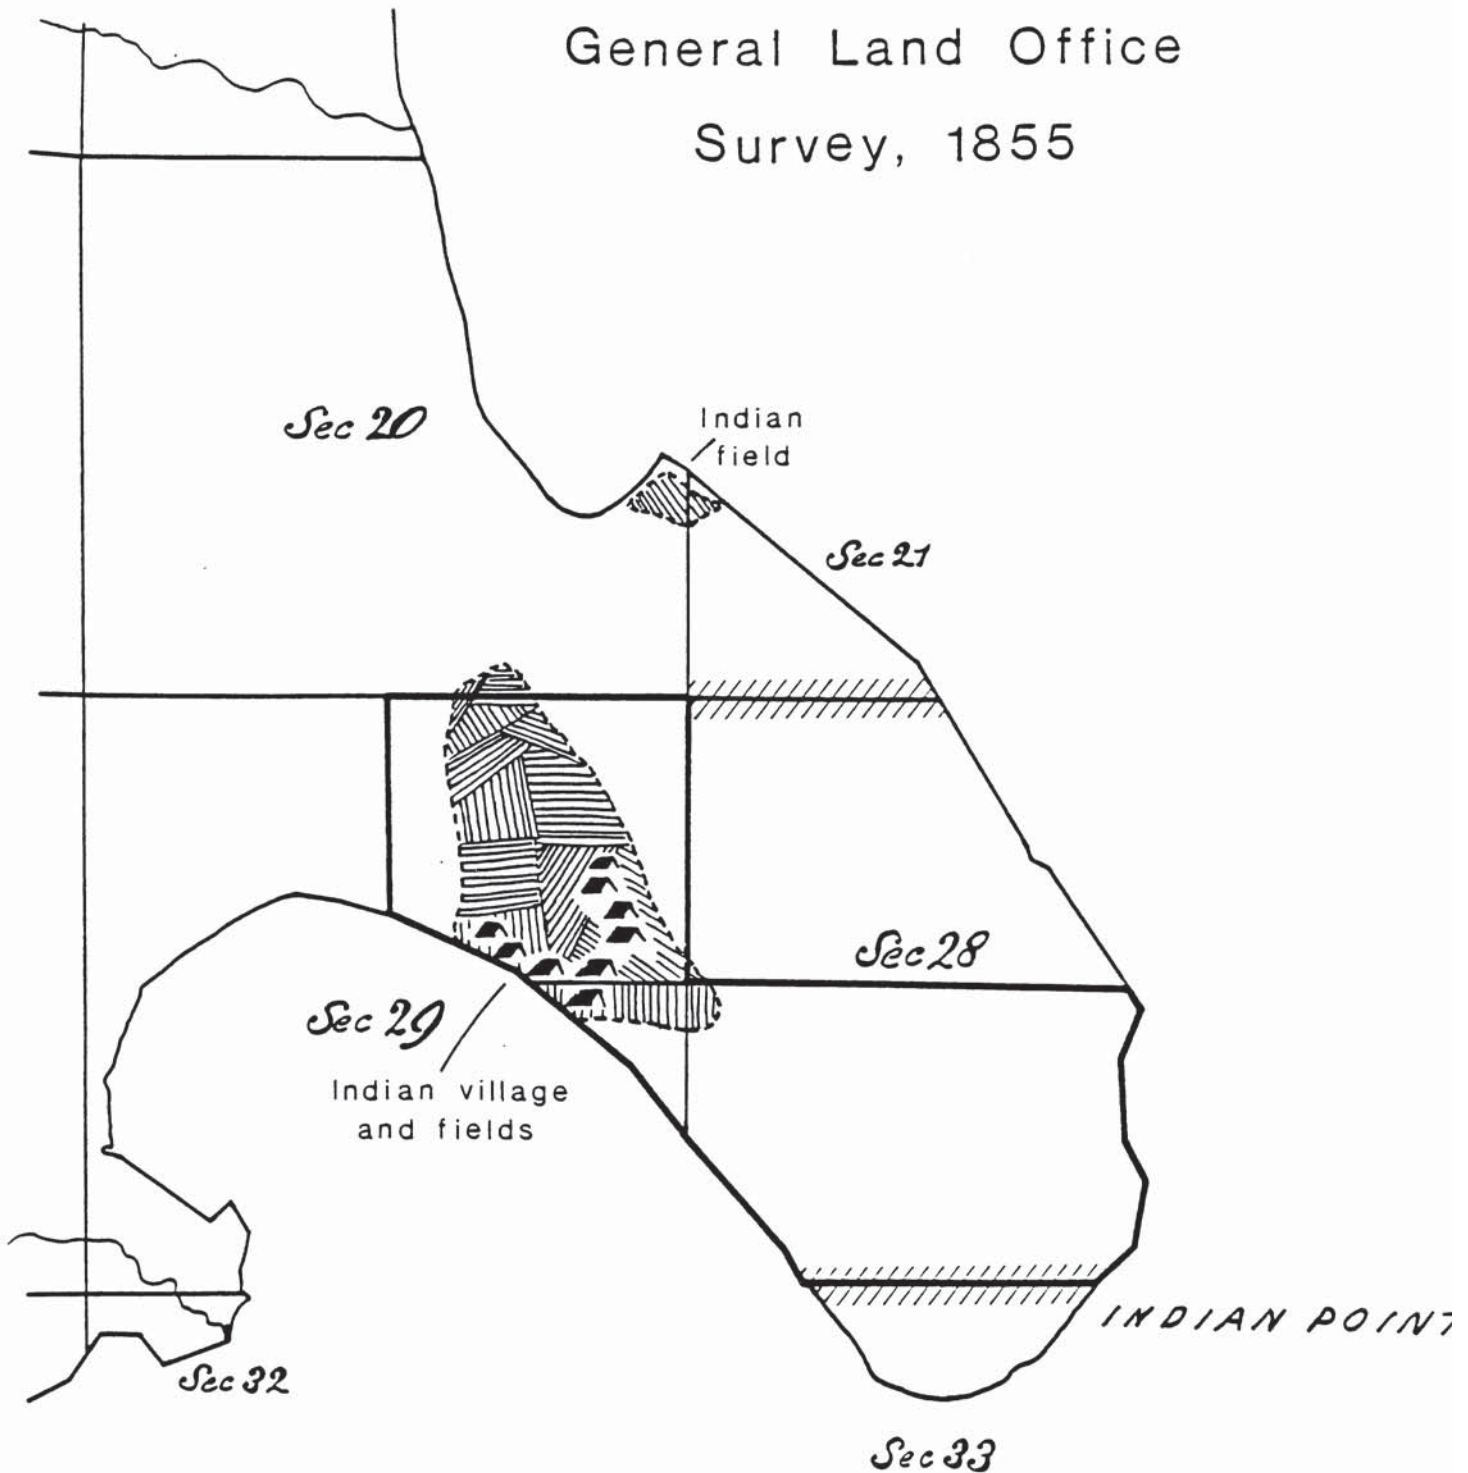 General Land Office
Survey, 1855
Sec 20
Indian
field
Sec 21
Sec 28
Sec 29
Indian village
and fields
INDIAN POINT
Sec 32
Sec 33